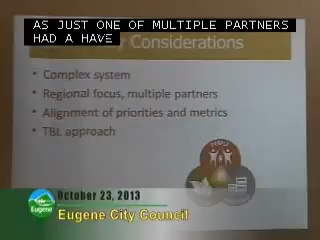 AS JUST ONE OF MULTIPLE PARTNERS
HAD A HAVE
Considerations
• Complex system
• Regional focus, multiple partners
• Alignment of priorities and metrics
• TBL approach
PEOPLE
October 23, 2013
Eugene City Council
Eugene